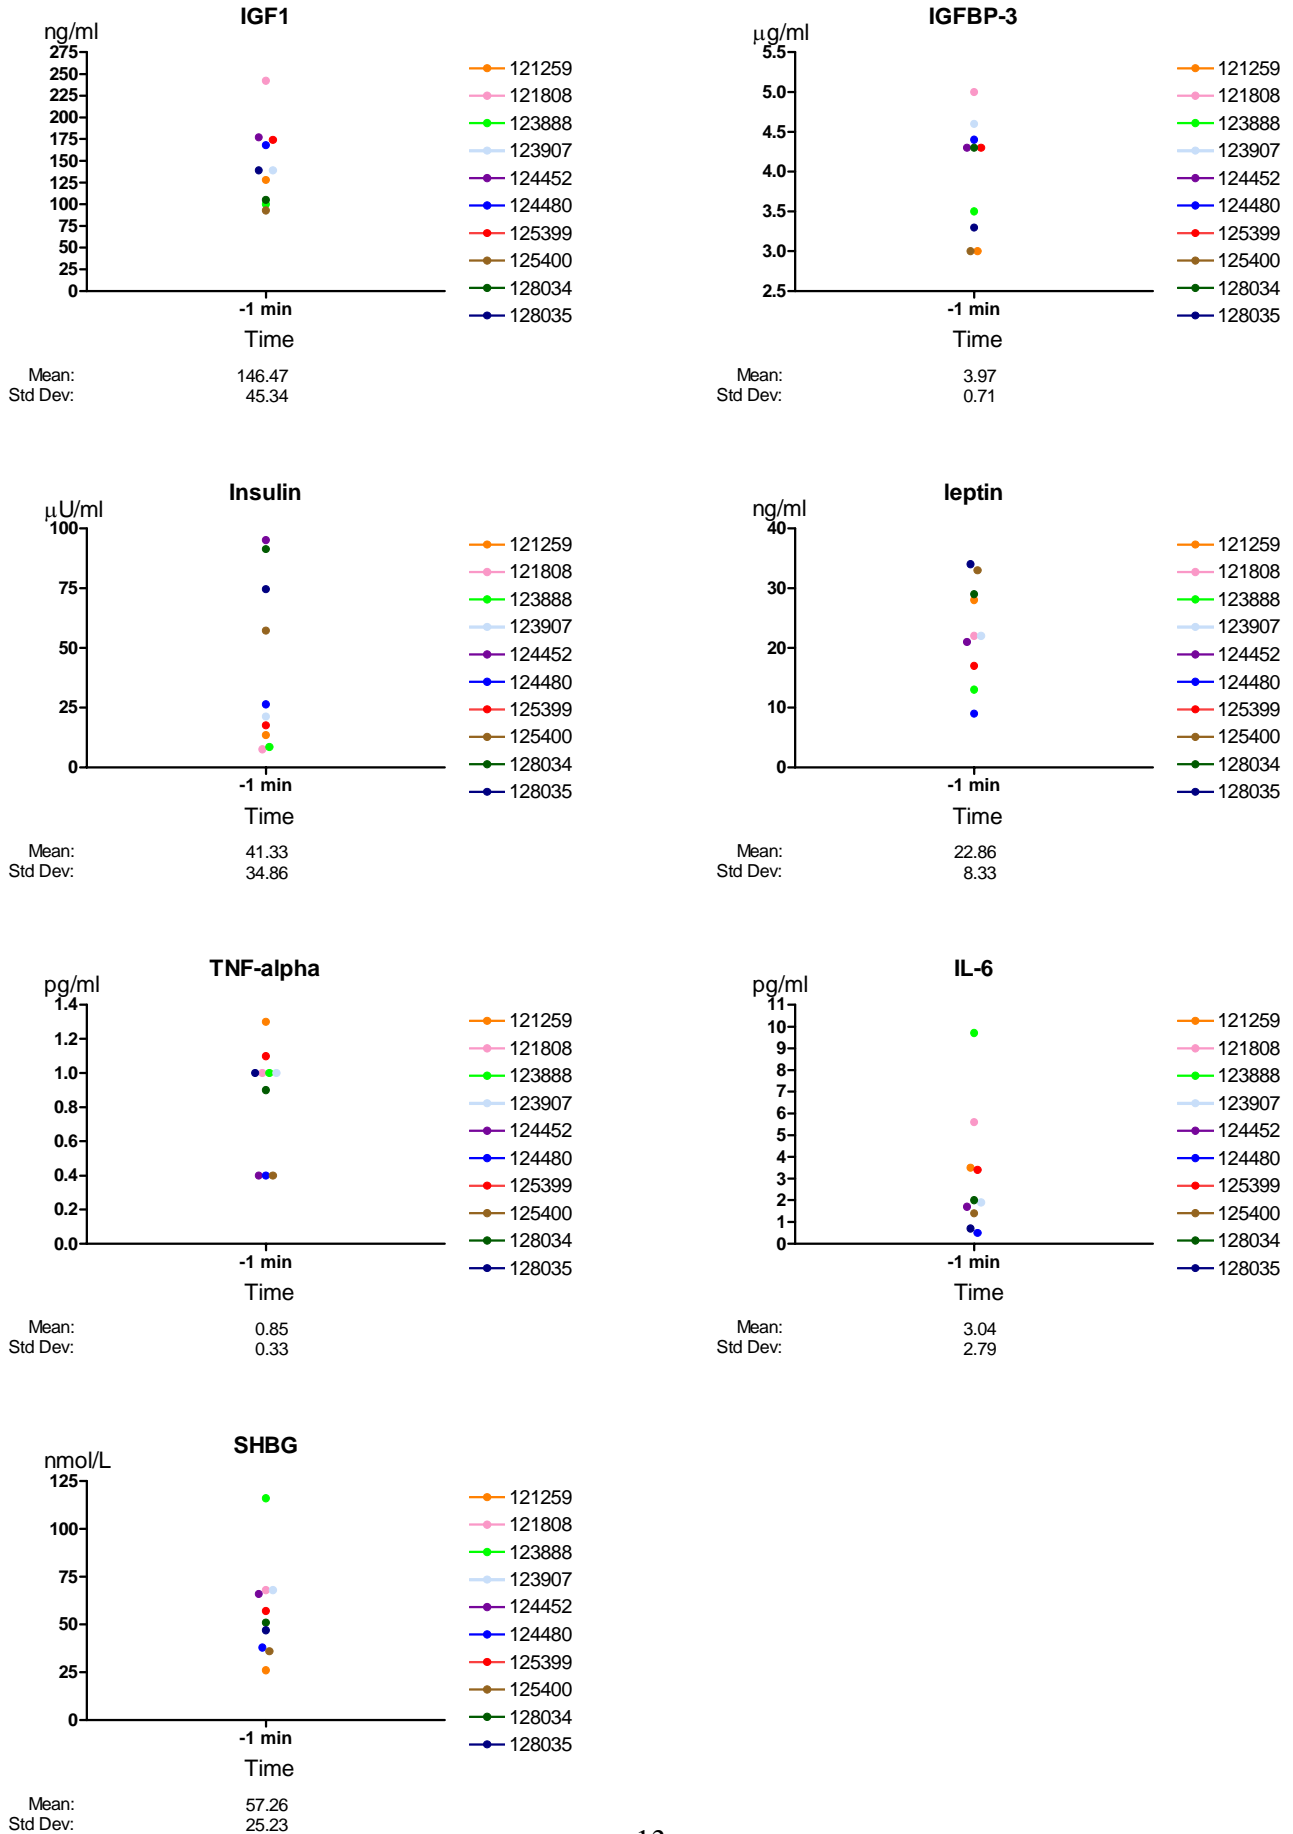 IGF1
ng/ml
275
250
225
200
175
150
125
100
75
50
25
0
-1 min
Time
121259
121808
123888
123907
124452
124480
125399
125400
128034
128035
Mean: 146.47
Std Dev: 45.34
IGFBP-3
μg/ml
5.5
5.0
4.5
4.0
3.5
3.0
2.5
-1 min
Time
121259
121808
123888
123907
124452
124480
125399
125400
128034
128035
Mean: 3.97
Std Dev: 0.71
Insulin
μU/ml
100
75
50
25
0
-1 min
Time
121259
121808
123888
123907
124452
124480
125399
125400
128034
128035
Mean: 41.33
Std Dev: 34.86
leptin
ng/ml
40
30
20
10
0
-1 min
Time
121259
121808
123888
123907
124452
124480
125399
125400
128034
128035
Mean: 22.86
Std Dev: 8.33
TNF-alpha
pg/ml
1.4
1.2
1.0
0.8
0.6
0.4
0.2
0.0
-1 min
Time
121259
121808
123888
123907
124452
124480
125399
125400
128034
128035
Mean: 0.85
Std Dev: 0.33
IL-6
pg/ml
11
10
9
8
7
6
5
4
3
2
1
0
-1 min
Time
121259
121808
123888
123907
124452
124480
125399
125400
128034
128035
Mean: 3.04
Std Dev: 2.79
SHBG
nmol/L
125
100
75
50
25
0
-1 min
Time
121259
121808
123888
123907
124452
124480
125399
125400
128034
128035
Mean: 57.26
Std Dev: 25.23